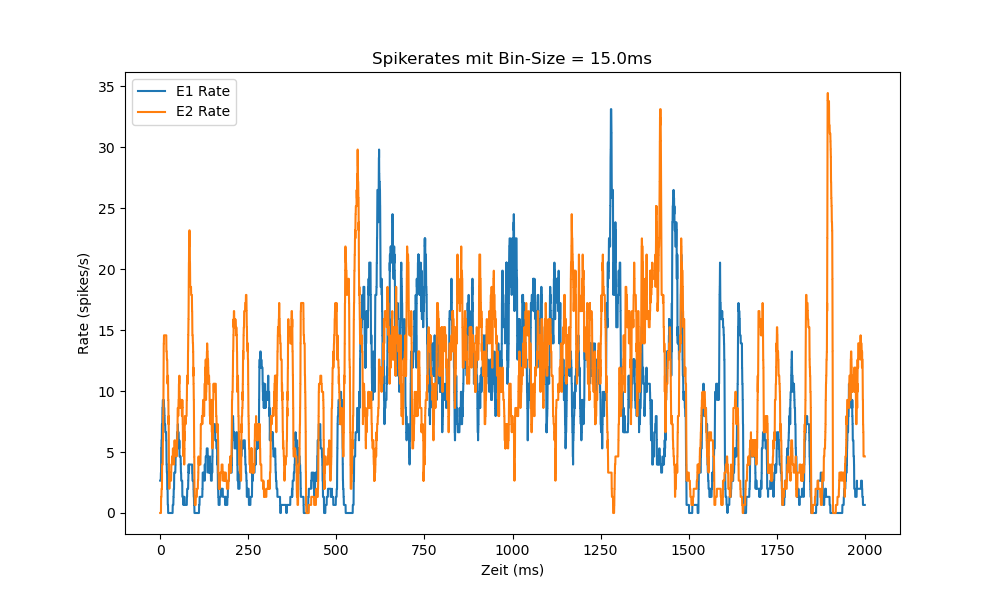 Spikerates mit Bin-Size = 15.0ms
E1 Rate
E2 Rate
35
30
25
20
15
10
5
0
Rate (spikes/s)
0 250 500 750 1000 1250 1500 1750 2000
Zeit (ms)